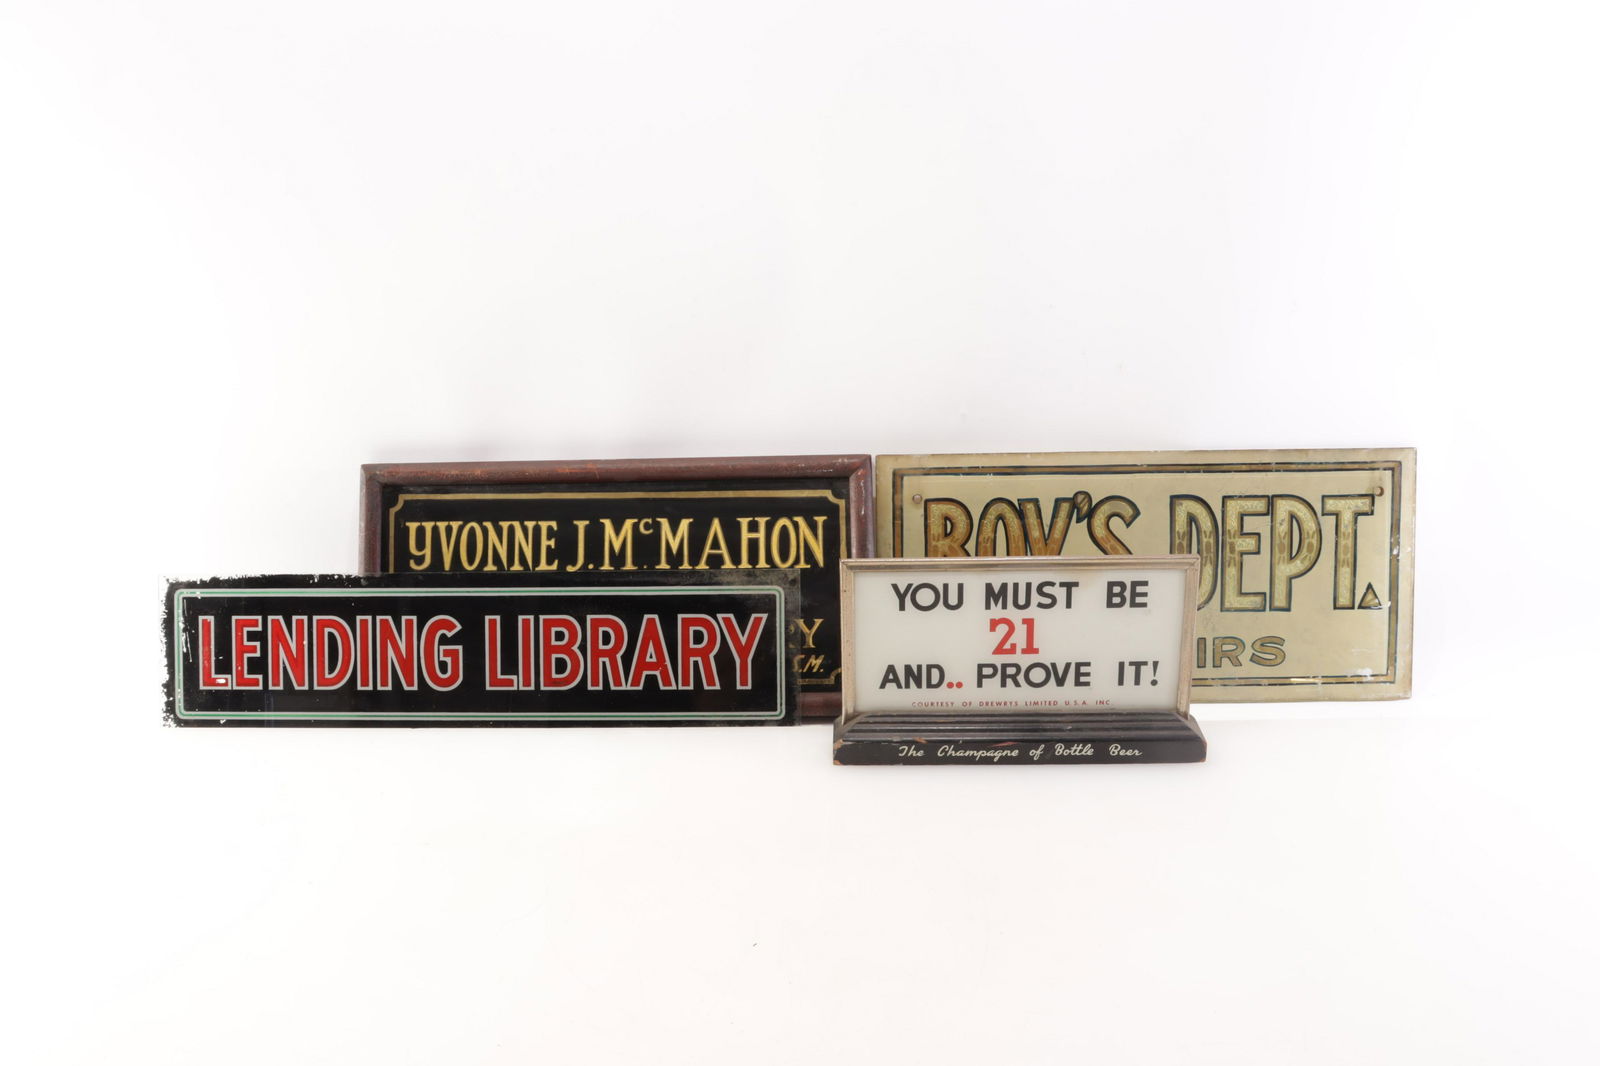 YVONNE J. McMAHON
LENDING LIBRARY
BOY'S DEPT.
YOU MUST BE
21
AND.. PROVE IT!
COURTESY OF DREWRYS LIMITED U.S.A. INC.
The Champagne of Bottle Beer